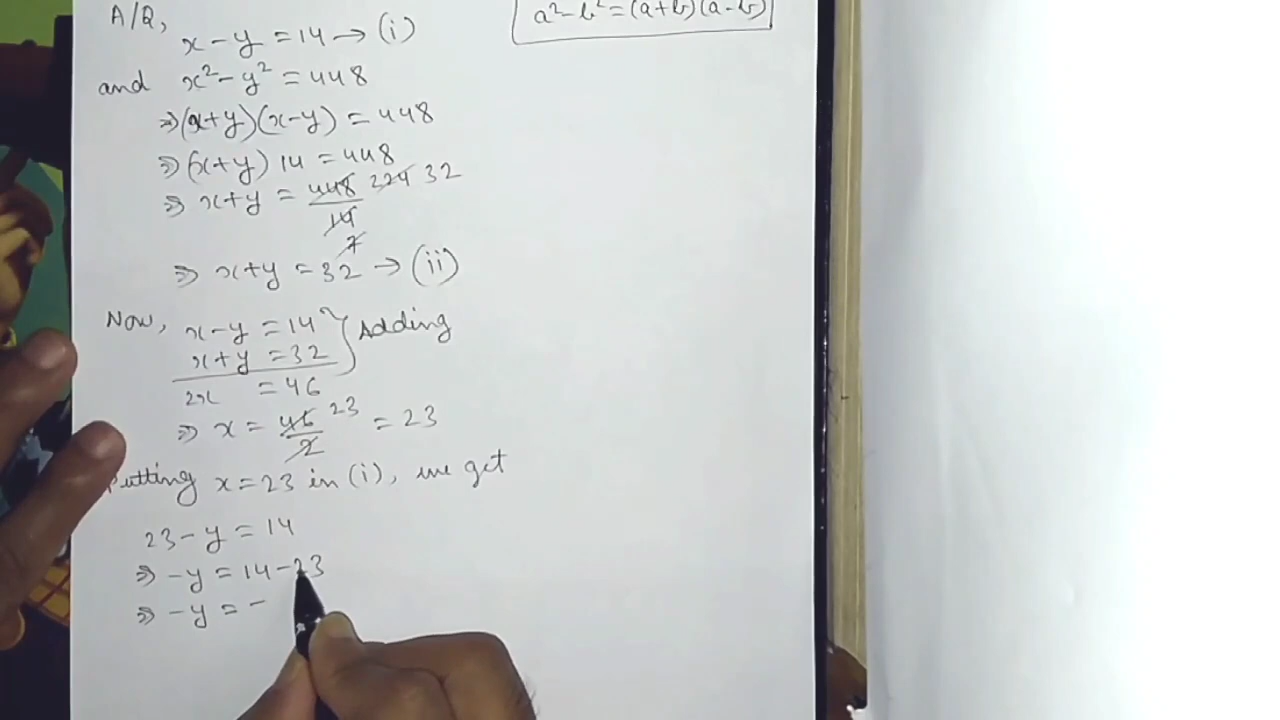 A/Q,
a²-b²=(a+b)(a-b)
x-y=14→(i)
and x²-y²=448
⇒(x+y)(x-y)=448
⇒(x+y)14=448
⇒x+y=448/14 224 32
7
⇒x+y=32→(ii)
Now, x-y=14 } Adding
x+y=32
2x =46
⇒x=46/2 23 =23
Putting x=23 in (i), we get
23-y=14
⇒-y=14-23
⇒-y=-